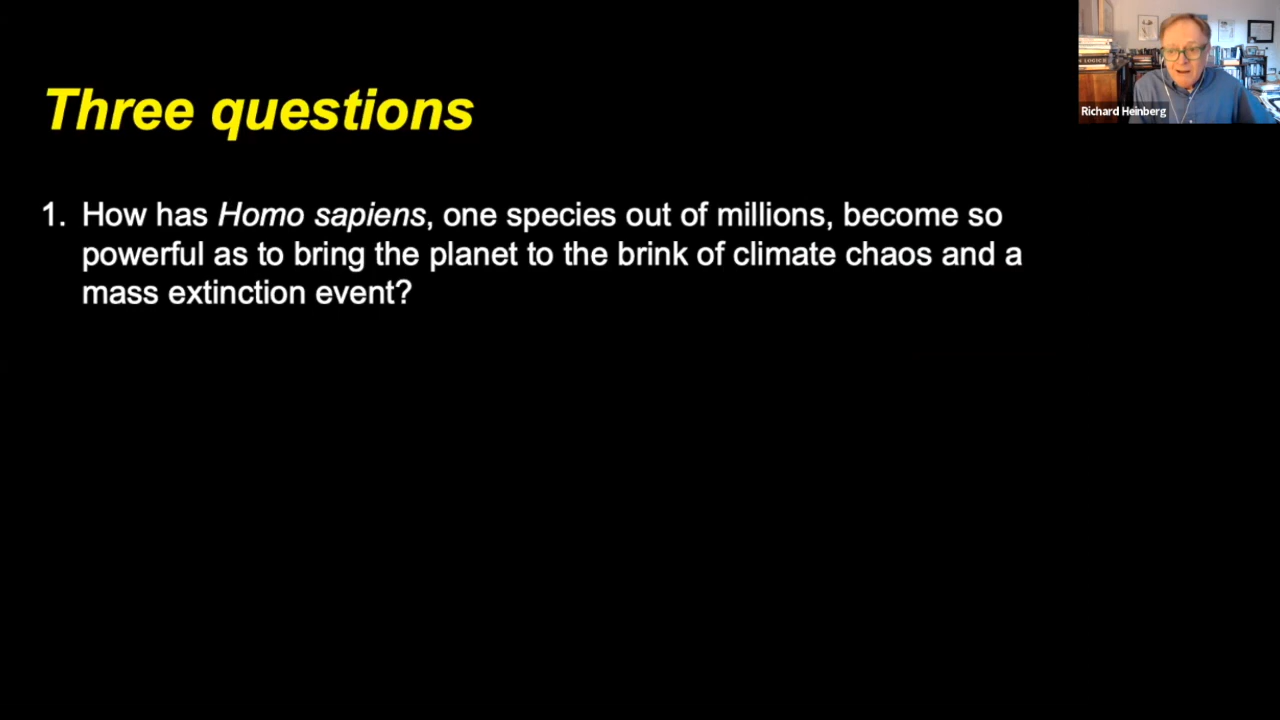 Three questions
1. How has Homo sapiens, one species out of millions, become so
powerful as to bring the planet to the brink of climate chaos and a
mass extinction event?
Richard Heinberg